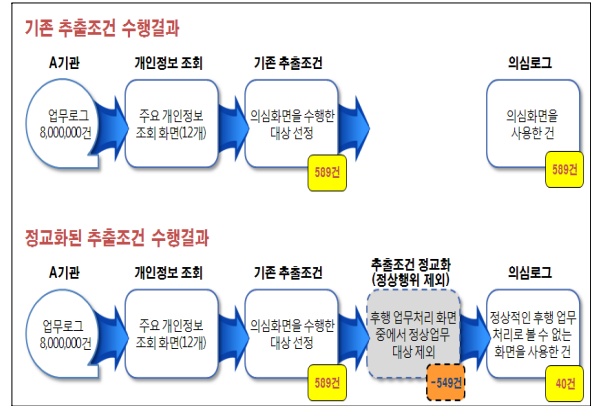 기존 추출조건 수행결과
A기관
개인정보 조회
기존 추출조건
의심로그
업무로그
8,000,000건
주요 개인정보
조회 화면(12개)
의심화면을 수행한
대상 선정
589건
의심화면을
사용한 건
589건
정교화된 추출조건 수행결과
A기관
개인정보 조회
기존 추출조건
추출조건 정교화
(정상행위 제외)
의심로그
업무로그
8,000,000건
주요 개인정보
조회 화면(12개)
의심화면을 수행한
대상 선정
589건
후행 업무처리 화면
중에서 정상업무
대상 제외
-549건
정상적인 후행 업무
처리로 볼 수 없는
화면을 사용한 건
40건